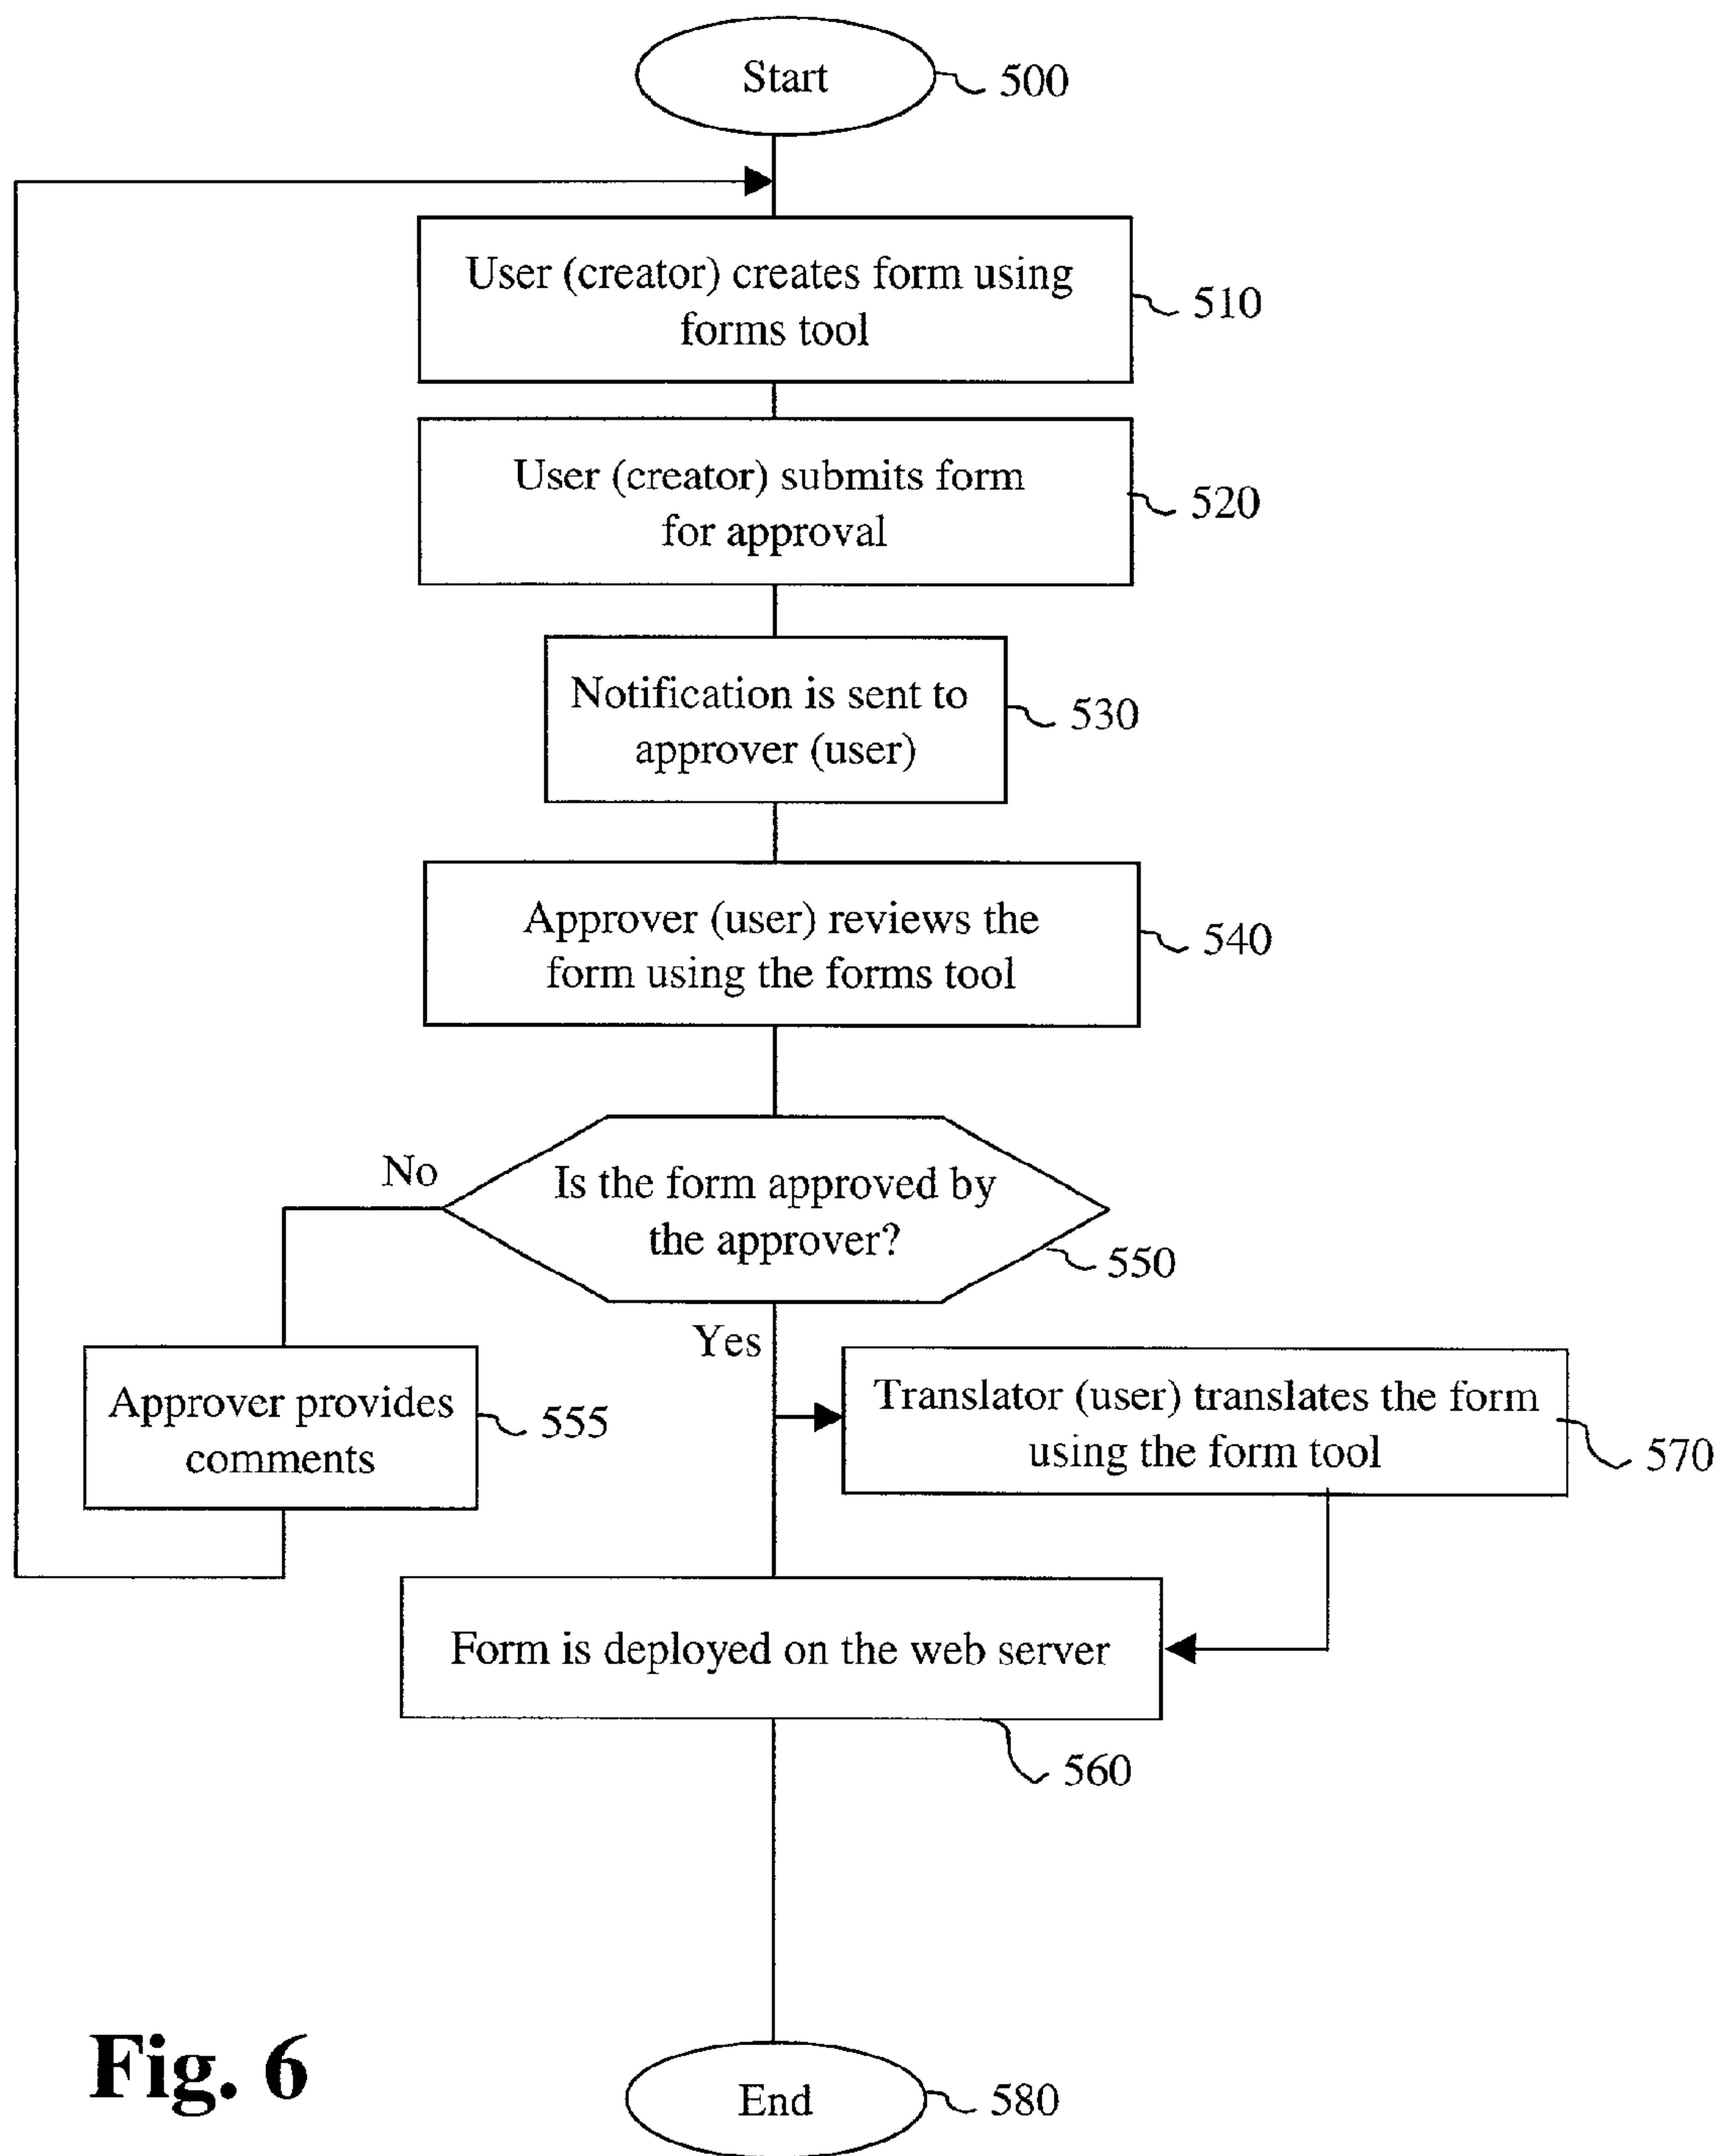 Start
500
User (creator) creates form using
forms tool
510
User (creator) submits form
for approval
520
Notification is sent to
approver (user)
530
Approver (user) reviews the
form using the forms tool
540
No
Is the form approved by
the approver?
550
Yes
Approver provides
comments
555
Translator (user) translates the form
using the form tool
570
Form is deployed on the web server
560
Fig. 6
End
580